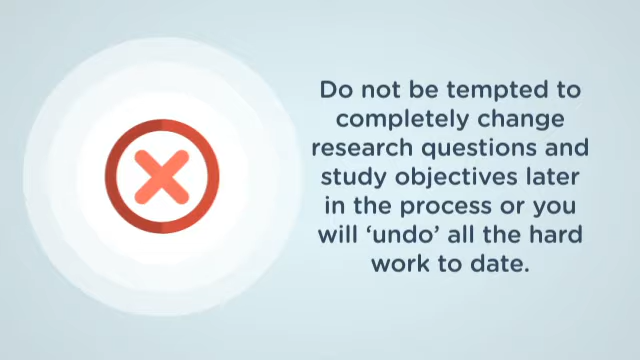 Do not be tempted to
completely change
research questions and
study objectives later
in the process or you
will ‘undo’ all the hard
work to date.